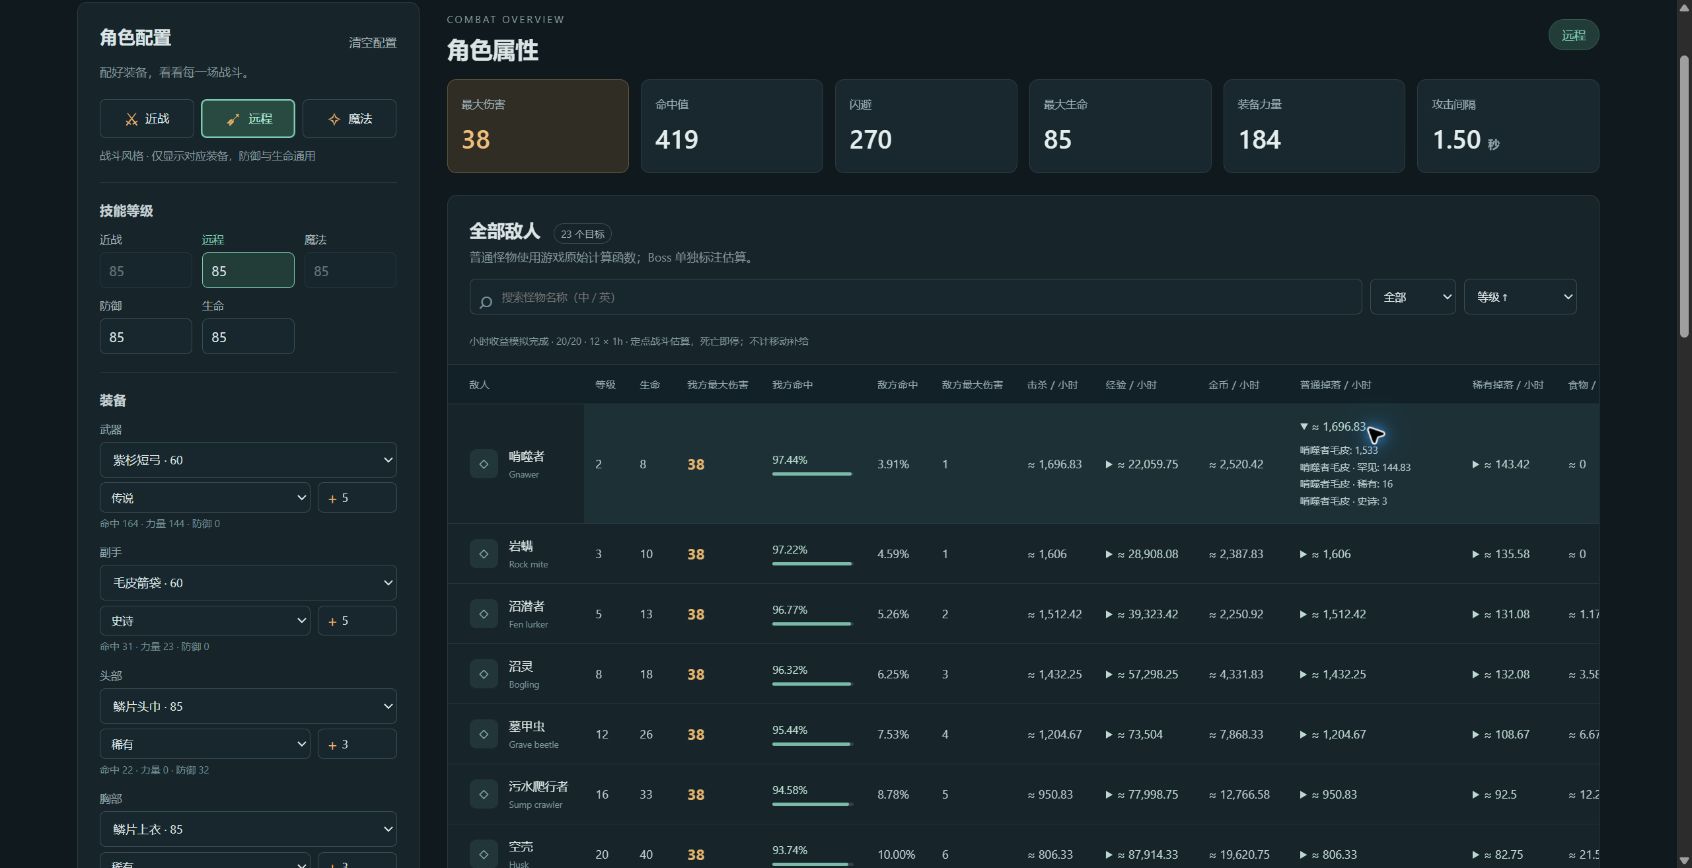 角色配置
清空配置
配好装备，看看每一场战斗。
近战
远程
魔法
战斗风格 · 仅显示对应装备，防御与生命通用
技能等级
近战
远程
魔法
85
85
85
防御
生命
85
85
装备
武器
紫杉短弓 · 60
传说
+ 5
命中 164 · 力量 144 · 防御 0
副手
毛皮箭袋 · 60
史诗
+ 5
命中 31 · 力量 23 · 防御 0
头部
鳞片头巾 · 85
稀有
+ 3
命中 22 · 力量 0 · 防御 32
胸部
鳞片上衣 · 85
稀有
+ 3
COMBAT OVERVIEW
角色属性
远程
最大伤害
38
命中值
419
闪避
270
最大生命
85
装备力量
184
攻击间隔
1.50 秒
全部敌人
23 个目标
普通怪物使用游戏原始计算函数；Boss 单独标注估算。
搜索怪物名称（中 / 英）
全部
等级 ↑
小时收益模拟完成 · 20/20 · 12 × 1h · 定点战斗估算，死亡即停；不计移动补给
敌人 等级 生命 我方最大伤害 我方命中 敌方命中 敌方最大伤害 击杀 / 小时 经验 / 小时 金币 / 小时 普通掉落 / 小时 稀有掉落 / 小时 食物 /
啃噬者 2 8 38 97.44% 3.91% 1 ≈ 1,696.83 ▶ ≈ 22,059.75 ≈ 2,520.42 ▼ ≈ 1,696.83 ▶ ≈ 143.42 ≈ 0
Gnawer
啃噬者毛皮: 1,533
啃噬者毛皮 · 罕见: 144.83
啃噬者毛皮 · 稀有: 16
啃噬者毛皮 · 史诗: 3
岩螨 3 10 38 97.22% 4.59% 1 ≈ 1,606 ▶ ≈ 28,908.08 ≈ 2,387.83 ▶ ≈ 1,606 ▶ ≈ 135.58 ≈ 0
Rock mite
沼潜者 5 13 38 96.77% 5.26% 2 ≈ 1,512.42 ▶ ≈ 39,323.42 ≈ 2,250.92 ▶ ≈ 1,512.42 ▶ ≈ 131.08 ≈ 1.17
Fen lurker
沼灵 8 18 38 96.32% 6.25% 3 ≈ 1,432.25 ▶ ≈ 57,298.25 ≈ 4,331.83 ▶ ≈ 1,432.25 ▶ ≈ 132.08 ≈ 3.58
Bogling
墓甲虫 12 26 38 95.44% 7.53% 4 ≈ 1,204.67 ▶ ≈ 73,504 ≈ 7,868.33 ▶ ≈ 1,204.67 ▶ ≈ 108.67 ≈ 6.67
Grave beetle
污水爬行者 16 33 38 94.58% 8.78% 5 ≈ 950.83 ▶ ≈ 77,998.75 ≈ 12,766.58 ▶ ≈ 950.83 ▶ ≈ 92.5 ≈ 12.2
Sump crawler
空壳 20 40 38 93.74% 10.00% 6 ≈ 806.33 ▶ ≈ 87,914.33 ≈ 19,620.75 ▶ ≈ 806.33 ▶ ≈ 82.75 ≈ 21.5
Husk